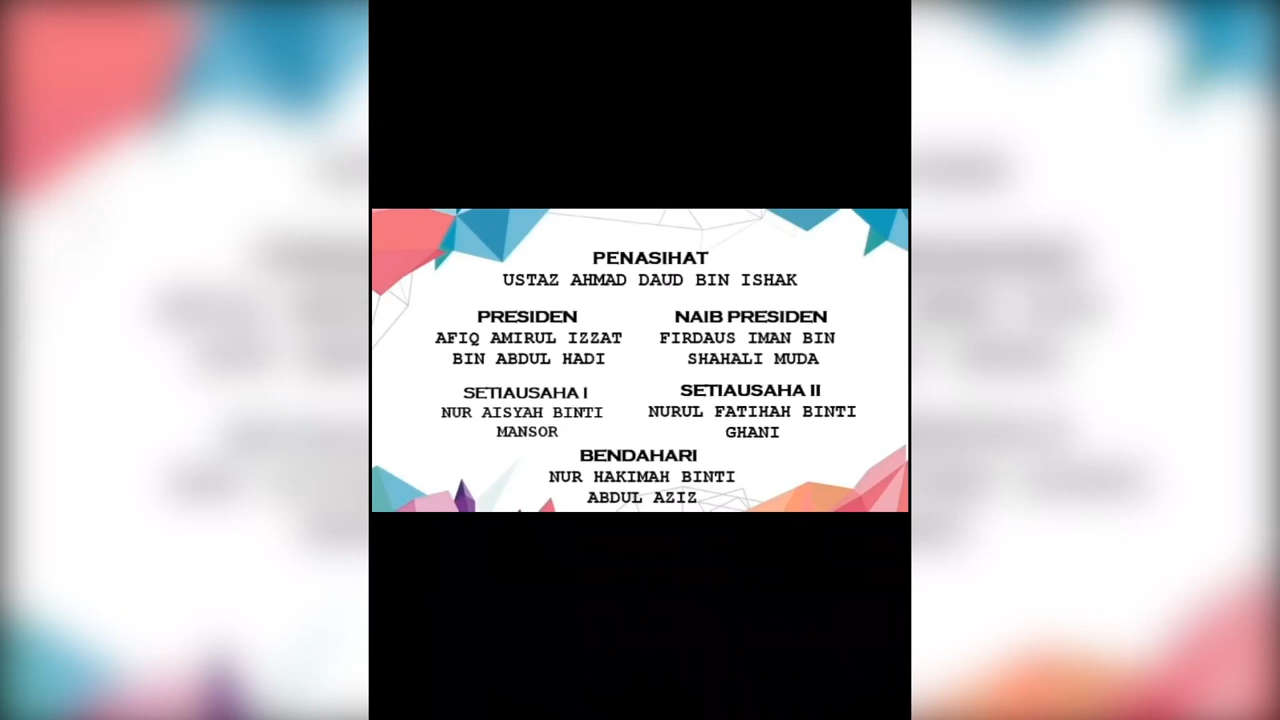 PENASIHAT
USTAZ AHMAD DAUD BIN ISHAK
PRESIDEN
AFIQ AMIRUL IZZAT
BIN ABDUL HADI
NAIB PRESIDEN
FIRDAUS IMAN BIN
SHAHALI MUDA
SETIAUSAHA I
NUR AISYAH BINTI
MANSOR
SETIAUSAHA II
NURUL FATIHAH BINTI
GHANI
BENDAHARI
NUR HAKIMAH BINTI
ABDUL AZIZ